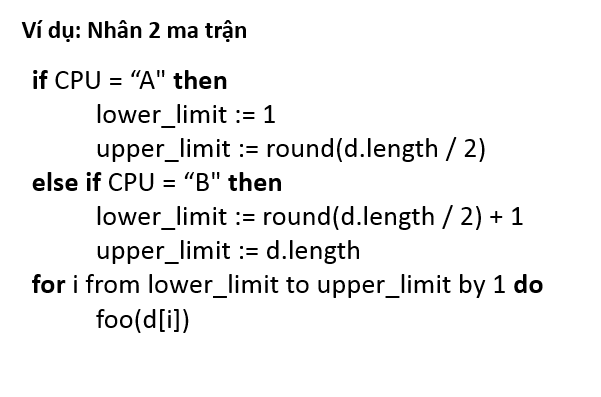 Ví dụ: Nhân 2 ma trận
if CPU = “A" then
lower_limit := 1
upper_limit := round(d.length / 2)
else if CPU = “B" then
lower_limit := round(d.length / 2) + 1
upper_limit := d.length
for i from lower_limit to upper_limit by 1 do
foo(d[i])